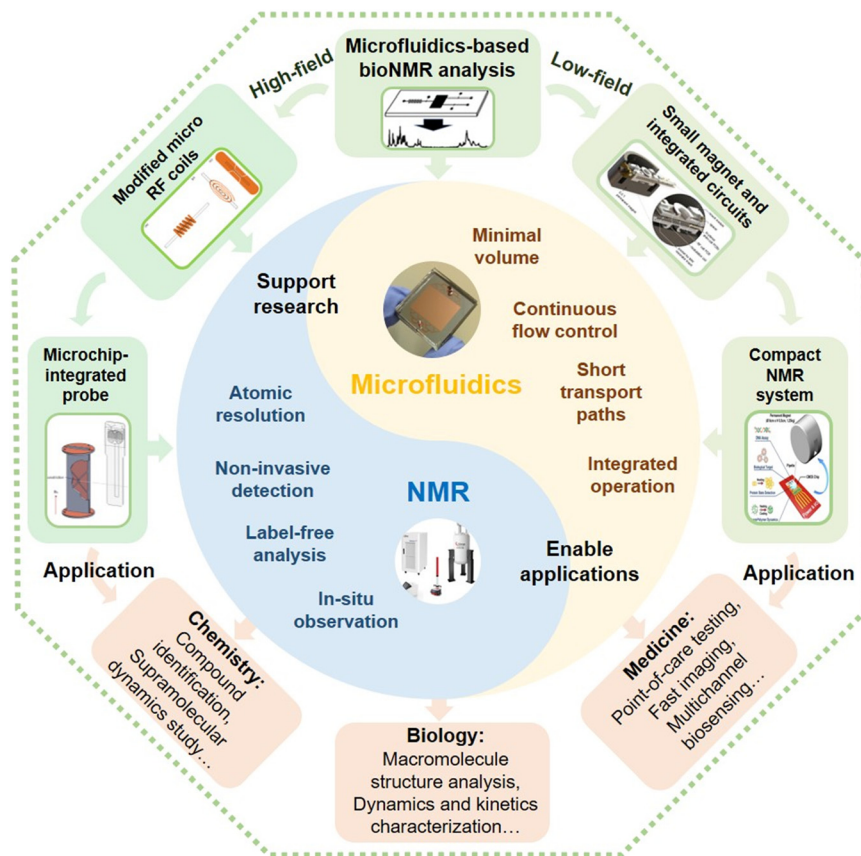 Microfluidics-based
bioNMR analysis
High-field
Low-field
Modified micro
RF coils
Small magnet and
integrated circuits
Support
research
Minimal
volume
Continuous
flow control
Microfluidics
Short
transport
paths
Integrated
operation
Microchip-
integrated
probe
Compact
NMR
system
Atomic
resolution
Non-invasive
detection
Label-free
analysis
In-situ
observation
NMR
Enable
applications
Application
Application
Chemistry:
Compound
identification,
Supramolecular
dynamics study…
Biology:
Macromolecule
structure analysis,
Dynamics and kinetics
characterization…
Medicine:
Point-of-care testing,
Fast imaging,
Multichannel
biosensing…